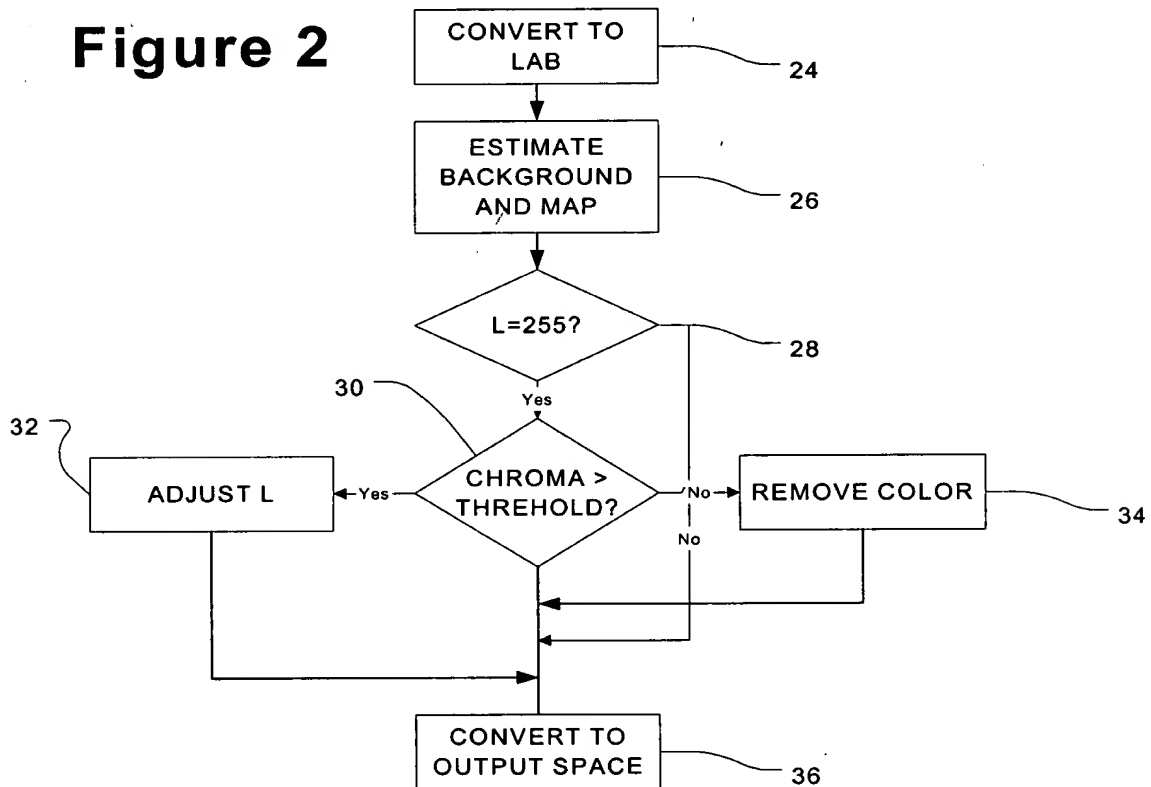 Figure 2
CONVERT TO
LAB
24
ESTIMATE
BACKGROUND
AND MAP
26
L=255?
28
Yes
30
CHROMA >
THREHOLD?
32
ADJUST L
Yes
No
REMOVE COLOR
34
No
CONVERT TO
OUTPUT SPACE
36